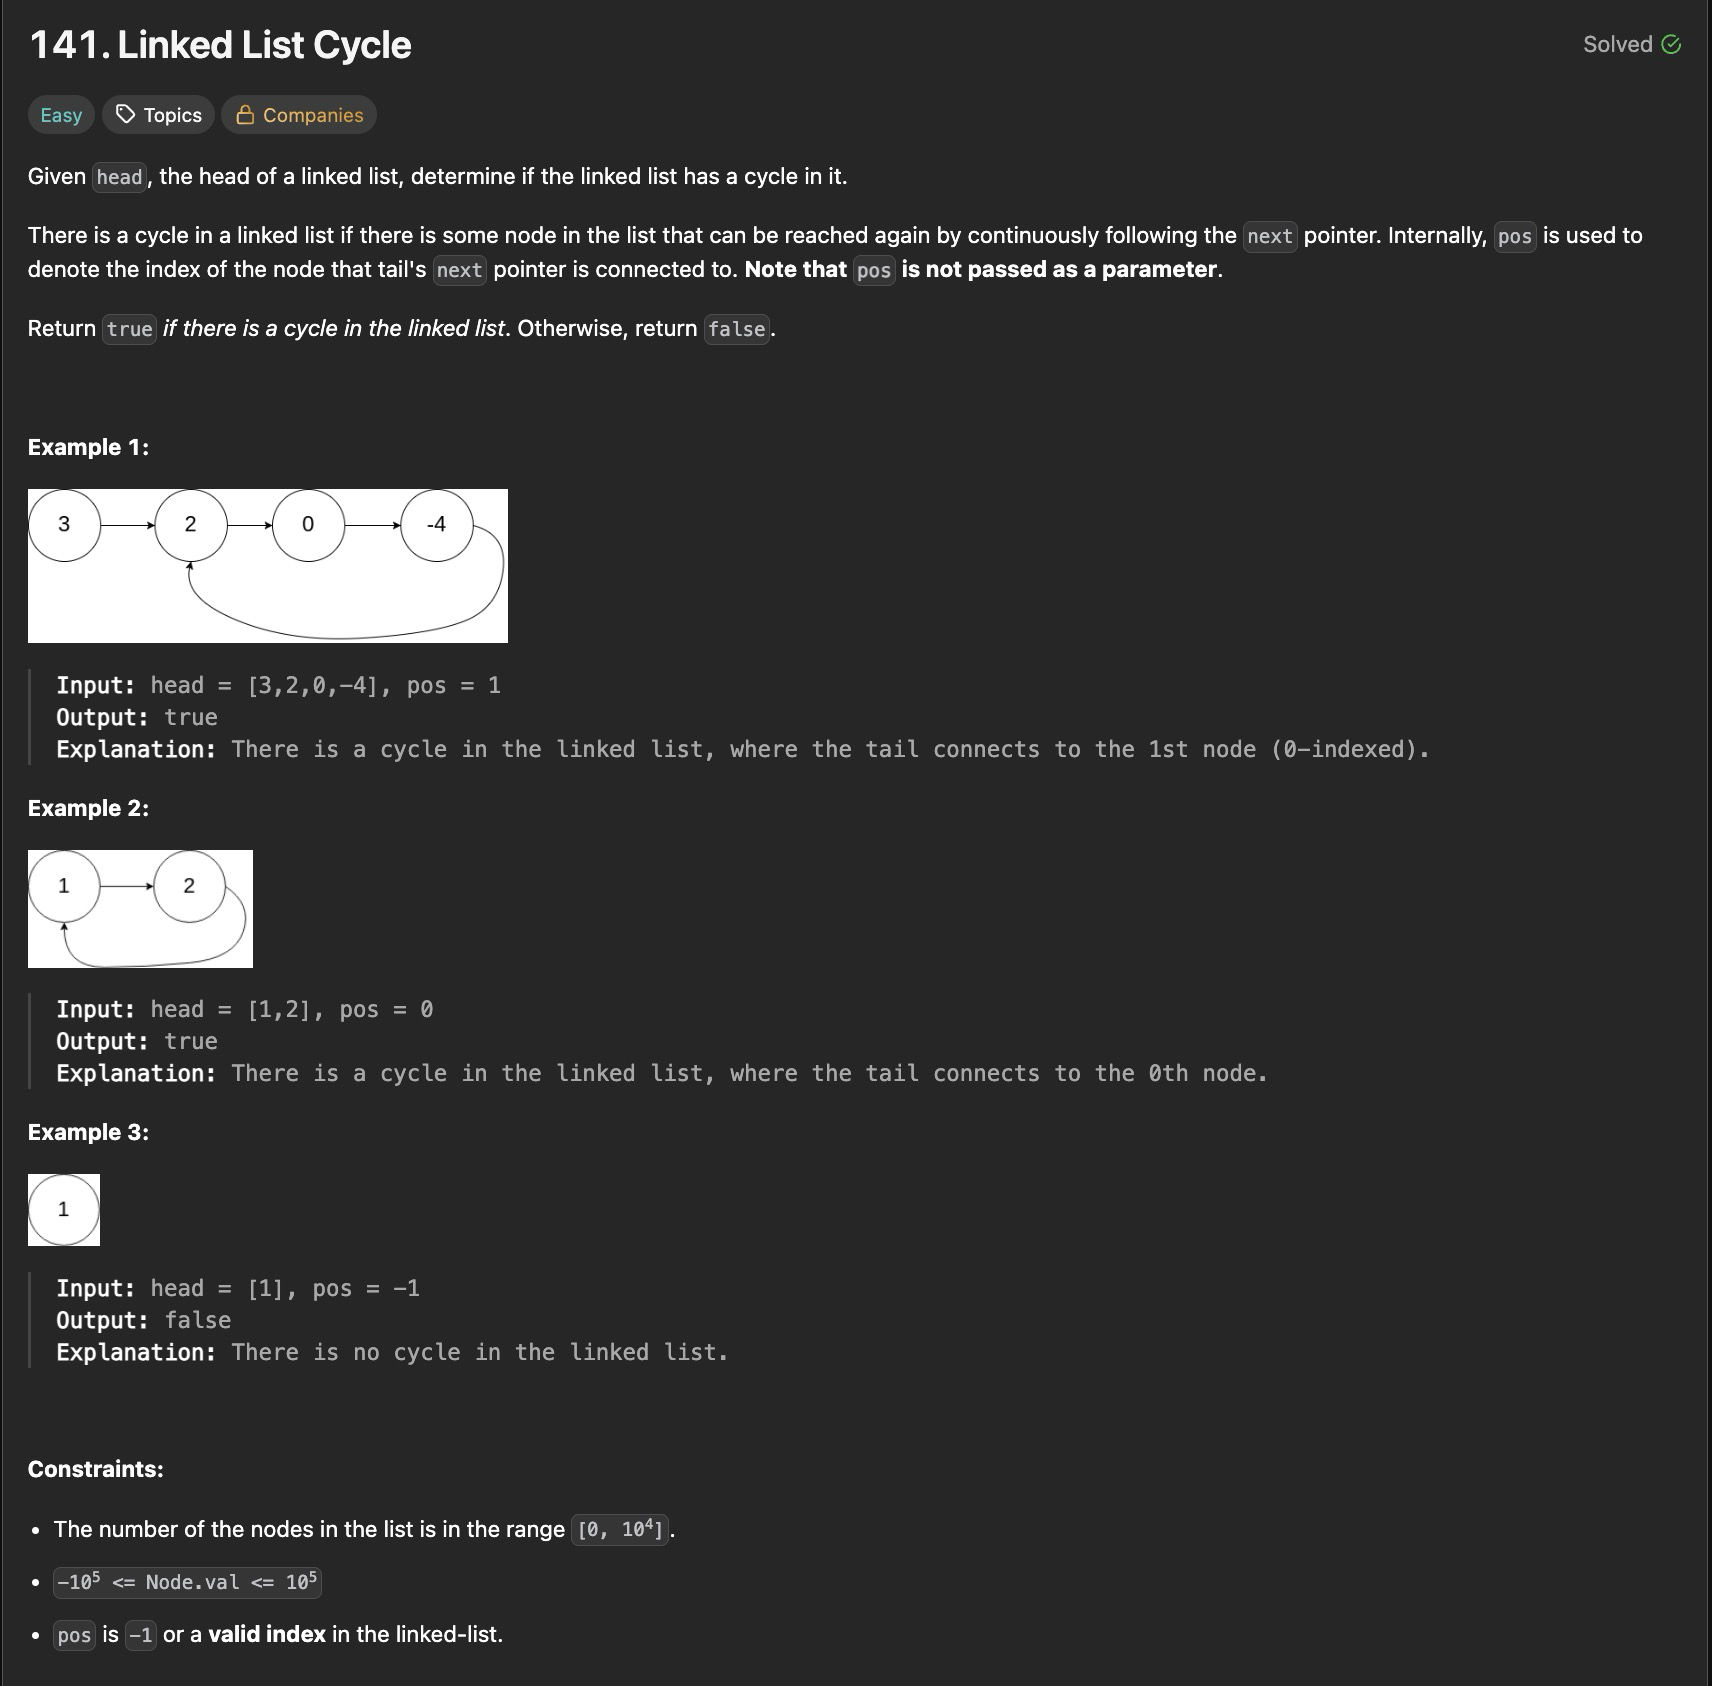 141. Linked List Cycle
Solved
Easy Topics Companies
Given head, the head of a linked list, determine if the linked list has a cycle in it.
There is a cycle in a linked list if there is some node in the list that can be reached again by continuously following the next pointer. Internally, pos is used to
denote the index of the node that tail's next pointer is connected to. Note that pos is not passed as a parameter.
Return true if there is a cycle in the linked list. Otherwise, return false.
Example 1:
3 2 0 -4
Input: head = [3,2,0,-4], pos = 1
Output: true
Explanation: There is a cycle in the linked list, where the tail connects to the 1st node (0-indexed).
Example 2:
1 2
Input: head = [1,2], pos = 0
Output: true
Explanation: There is a cycle in the linked list, where the tail connects to the 0th node.
Example 3:
1
Input: head = [1], pos = -1
Output: false
Explanation: There is no cycle in the linked list.
Constraints:
• The number of the nodes in the list is in the range [0, 10⁴].
• -10⁵ <= Node.val <= 10⁵
• pos is -1 or a valid index in the linked-list.